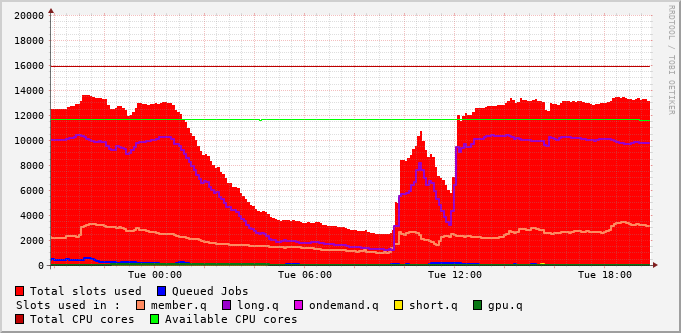 20000
18000
16000
14000
12000
10000
8000
6000
4000
2000
0
Tue 00:00 Tue 06:00 Tue 12:00 Tue 18:00
RRDTOOL / TOBI OETIKER
Total slots used Queued Jobs
Slots used in : member.q long.q ondemand.q short.q gpu.q
Total CPU cores Available CPU cores